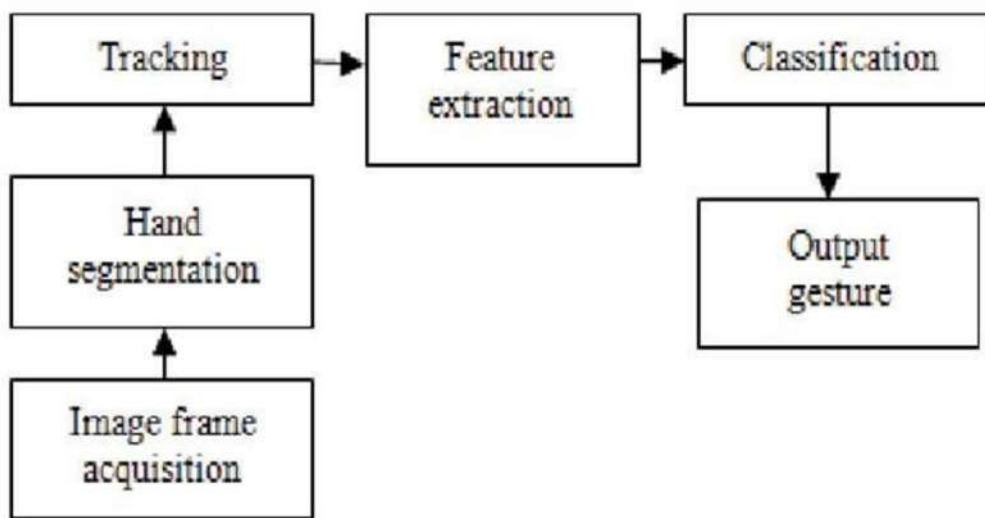 Tracking
Feature
extraction
Classification
Hand
segmentation
Output
gesture
Image frame
acquisition